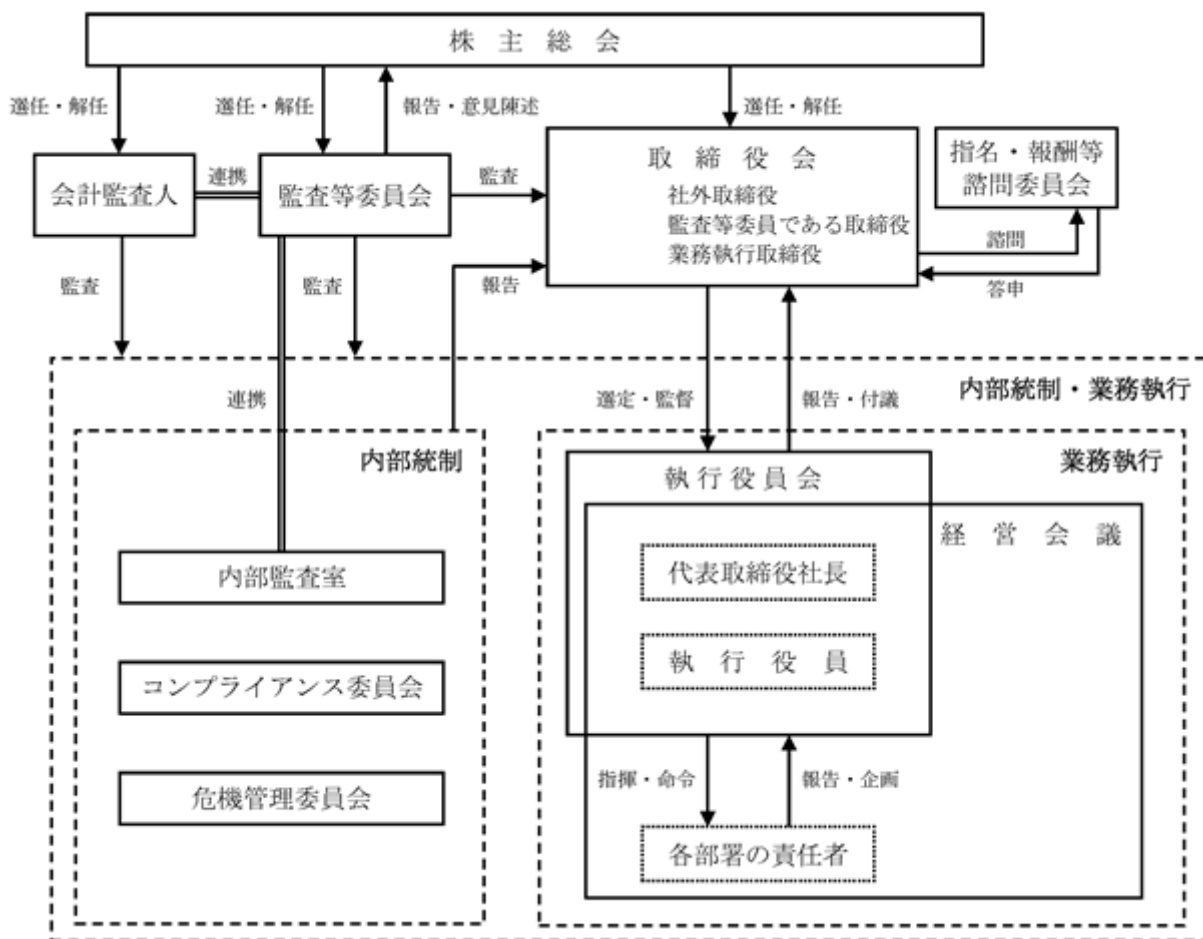 株主総会
選任・解任
選任・解任
報告・意見陳述
選任・解任
会計監査人
連携
監査等委員会
監査
取締役会
社外取締役
監査等委員である取締役
業務執行取締役
指名・報酬等
諮問委員会
諮問
答申
監査
監査
報告
連携
選定・監督
報告・付議
内部統制・業務執行
内部統制
内部監査室
コンプライアンス委員会
危機管理委員会
業務執行
執行役員会
経営会議
代表取締役社長
執行役員
指揮・命令
報告・企画
各部署の責任者